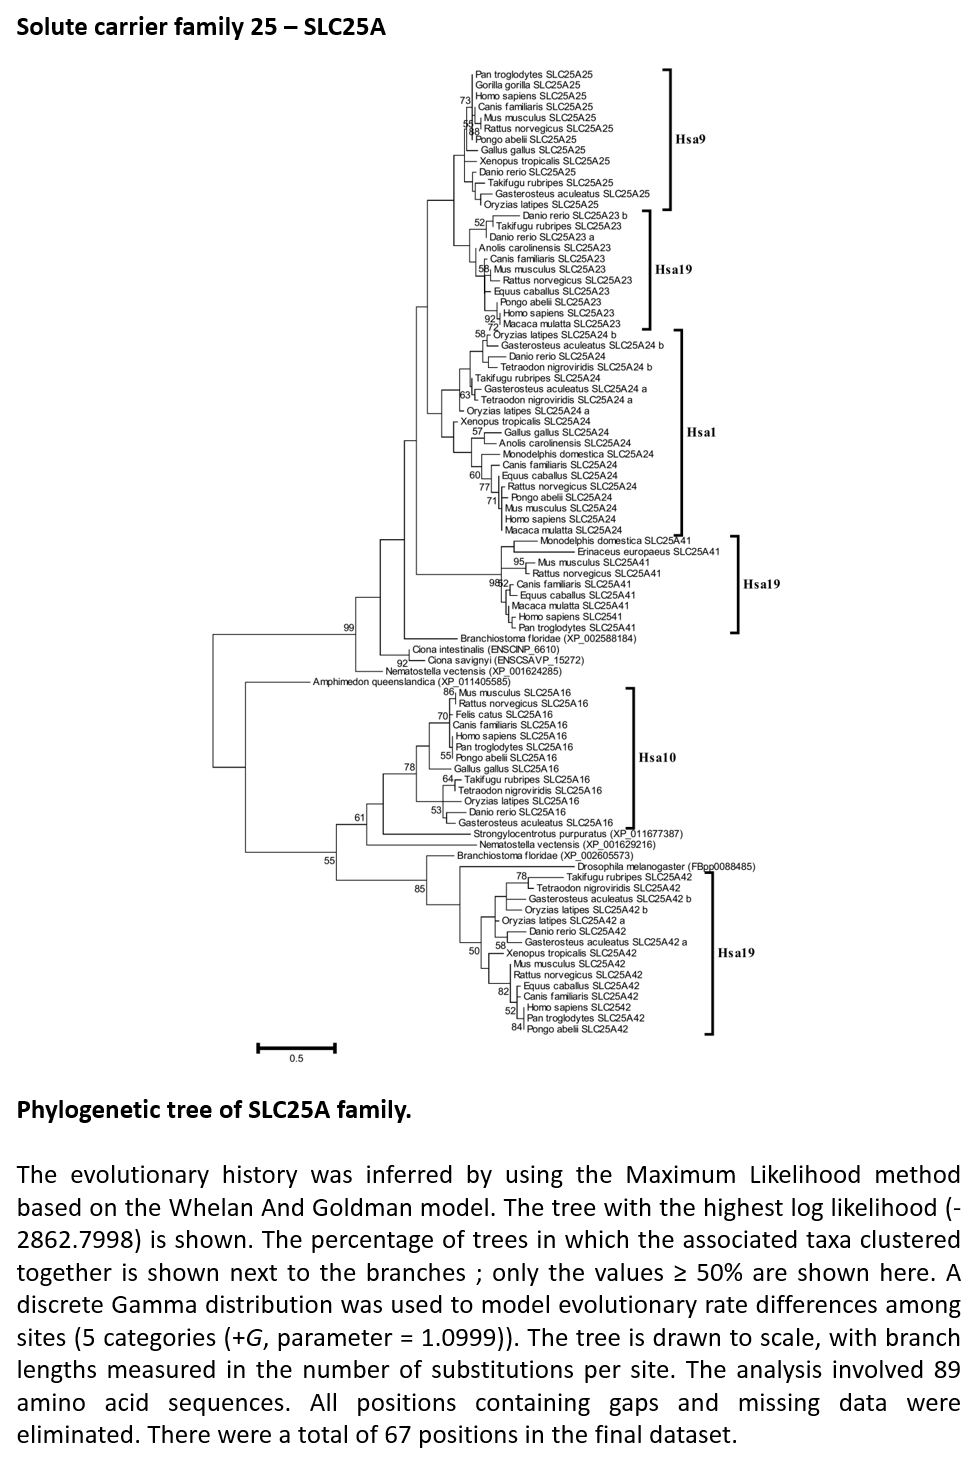 Solute carrier family 25 – SLC25A
Pan troglodytes SLC25A25
Gorilla gorilla SLC25A25
Homo sapiens SLC25A25
73
Canis familiaris SLC25A25
Mus musculus SLC25A25
55
Rattus norvegicus SLC25A25
88
Pongo abelii SLC25A25
Hsa9
Gallus gallus SLC25A25
Xenopus tropicalis SLC25A25
Danio rerio SLC25A25
Takifugu rubripes SLC25A25
Gasterosteus aculeatus SLC25A25
Oryzias latipes SLC25A25
Danio rerio SLC25A23 b
52
Takifugu rubripes SLC25A23
Danio rerio SLC25A23 a
Anolis carolinensis SLC25A23
Canis familiaris SLC25A23
58
Mus musculus SLC25A23
Hsa19
Rattus norvegicus SLC25A23
Equus caballus SLC25A23
Pongo abelii SLC25A23
Homo sapiens SLC25A23
92
Macaca mulatta SLC25A23
72
58
Oryzias latipes SLC25A24 b
Gasterosteus aculeatus SLC25A24 b
Danio rerio SLC25A24
Tetraodon nigroviridis SLC25A24 b
Takifugu rubripes SLC25A24
Gasterosteus aculeatus SLC25A24 a
63
Tetraodon nigroviridis SLC25A24 a
Oryzias latipes SLC25A24 a
Xenopus tropicalis SLC25A24
57
Gallus gallus SLC25A24
Hsa1
Anolis carolinensis SLC25A24
Monodelphis domestica SLC25A24
Canis familiaris SLC25A24
60
Equus caballus SLC25A24
77
Rattus norvegicus SLC25A24
71
Pongo abelii SLC25A24
Mus musculus SLC25A24
Homo sapiens SLC25A24
Macaca mulatta SLC25A24
Monodelphis domestica SLC25A41
Erinaceus europaeus SLC25A41
95
Mus musculus SLC25A41
Rattus norvegicus SLC25A41
98
52
Canis familiaris SLC25A41
Hsa19
Equus caballus SLC25A41
Macaca mulatta SLC25A41
Homo sapiens SLC2541
99
Pan troglodytes SLC25A41
Branchiostoma floridae (XP_002588184)
Ciona intestinalis (ENSCINP_6610)
92
Ciona savignyi (ENSCSAVP_15272)
Nematostella vectensis (XP_001624285)
Amphimedon queenslandica (XP_011405585)
86
Mus musculus SLC25A16
Rattus norvegicus SLC25A16
70
Felis catus SLC25A16
Canis familiaris SLC25A16
Homo sapiens SLC25A16
Pan troglodytes SLC25A16
55
Pongo abelii SLC25A16
Hsa10
78
Gallus gallus SLC25A16
64
Takifugu rubripes SLC25A16
Tetraodon nigroviridis SLC25A16
Oryzias latipes SLC25A16
53
Danio rerio SLC25A16
61
Gasterosteus aculeatus SLC25A16
Strongylocentrotus purpuratus (XP_011677387)
Nematostella vectensis (XP_001629216)
55
Branchiostoma floridae (XP_002605573)
Drosophila melanogaster (FBpp0088485)
78
Takifugu rubripes SLC25A42
85
Tetraodon nigroviridis SLC25A42
Gasterosteus aculeatus SLC25A42 b
Oryzias latipes SLC25A42 b
Oryzias latipes SLC25A42 a
Danio rerio SLC25A42
58
Gasterosteus aculeatus SLC25A42 a
50
Xenopus tropicalis SLC25A42
Hsa19
Mus musculus SLC25A42
Rattus norvegicus SLC25A42
Equus caballus SLC25A42
82
Canis familiaris SLC25A42
52
Homo sapiens SLC2542
Pan troglodytes SLC25A42
84
Pongo abelii SLC25A42
0.5
Phylogenetic tree of SLC25A family.
The evolutionary history was inferred by using the Maximum Likelihood method
based on the Whelan And Goldman model. The tree with the highest log likelihood (-
2862.7998) is shown. The percentage of trees in which the associated taxa clustered
together is shown next to the branches ; only the values ≥ 50% are shown here. A
discrete Gamma distribution was used to model evolutionary rate differences among
sites (5 categories (+G, parameter = 1.0999)). The tree is drawn to scale, with branch
lengths measured in the number of substitutions per site. The analysis involved 89
amino acid sequences. All positions containing gaps and missing data were
eliminated. There were a total of 67 positions in the final dataset.